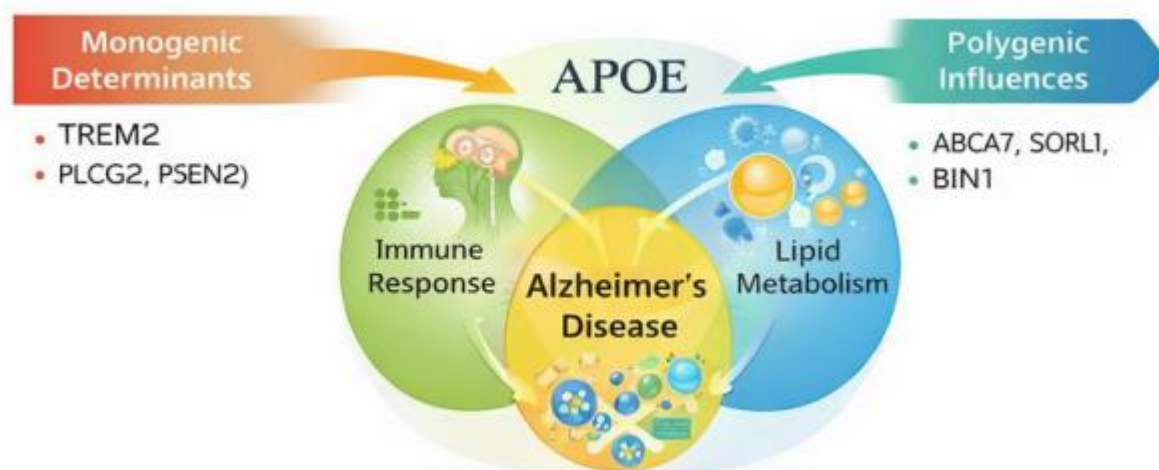 Monogenic
Determinants
• TREM2
• PLCG2, PSEN2)
APOE
Polygenic
Influences
• ABCA7, SORL1,
• BIN1
Immune
Response
Lipid
Metabolism
Alzheimer's
Disease